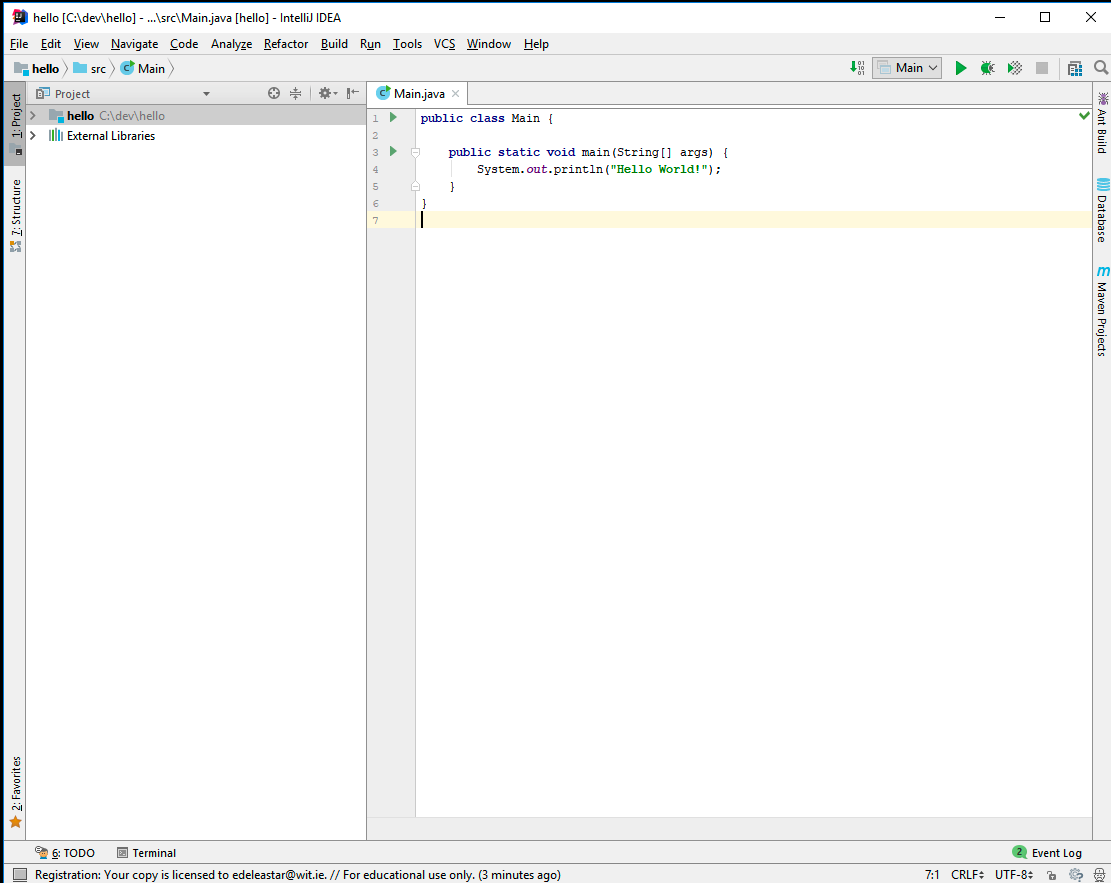 hello [C:\dev\hello] - ...\src\Main.java [hello] - IntelliJ IDEA
File Edit View Navigate Code Analyze Refactor Build Run Tools VCS Window Help
hello src Main Main
Project
Main.java
hello C:\dev\hello
External Libraries
1: Project
7: Structure
2: Favorites
1 public class Main {
2
3 public static void main(String[] args) {
4 System.out.println("Hello World!");
5 }
6 }
7
Ant Build
Database
Maven Projects
6: TODO Terminal 2 Event Log
Registration: Your copy is licensed to edeleastar@wit.ie. // For educational use only. (3 minutes ago) 7:1 CRLF UTF-8